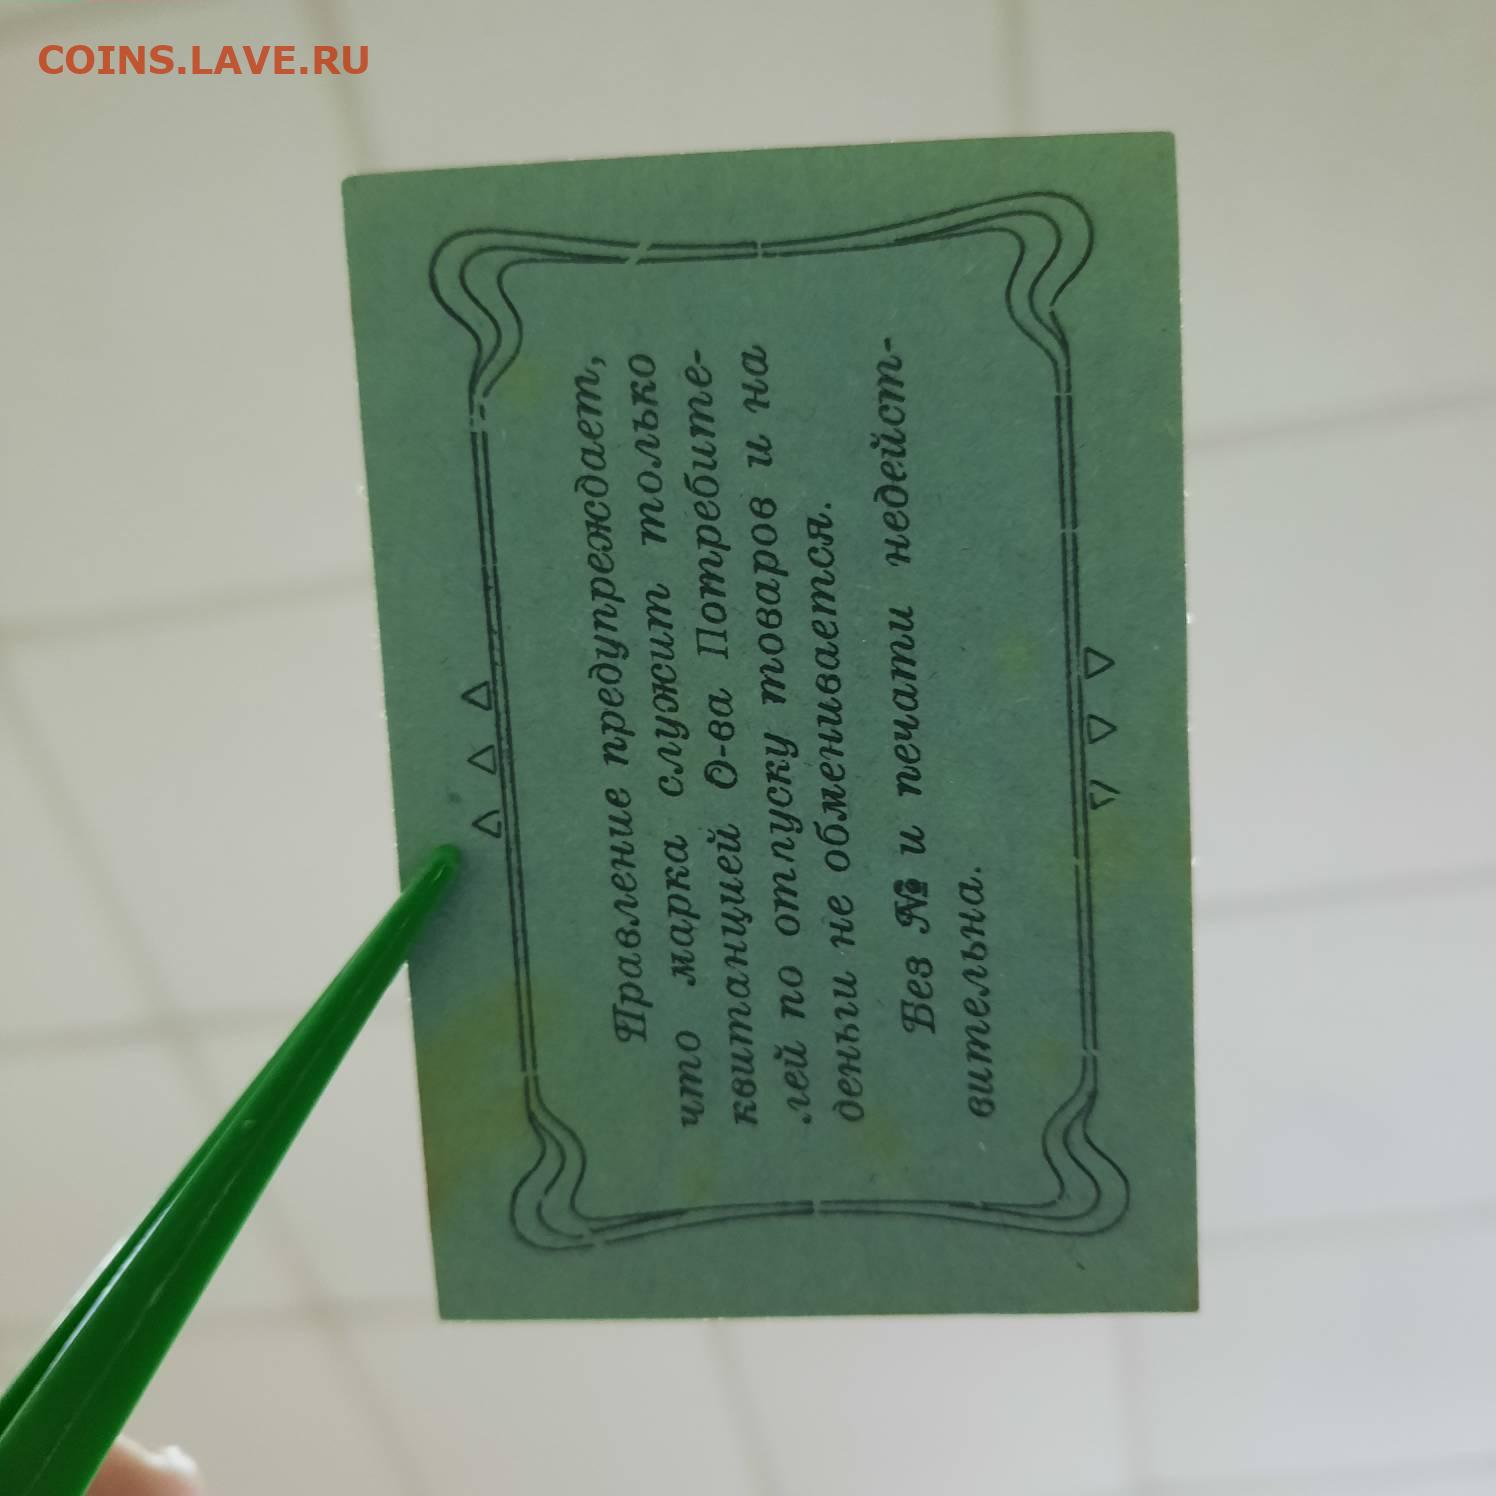 COINS.LAVE.RU
Правление предупреждает,
что марка служит только
квитанцией О-ва Потребите-
лей по отпуску товаров и на
деньги не обменивается.
Без № и печати недейст-
вительна.